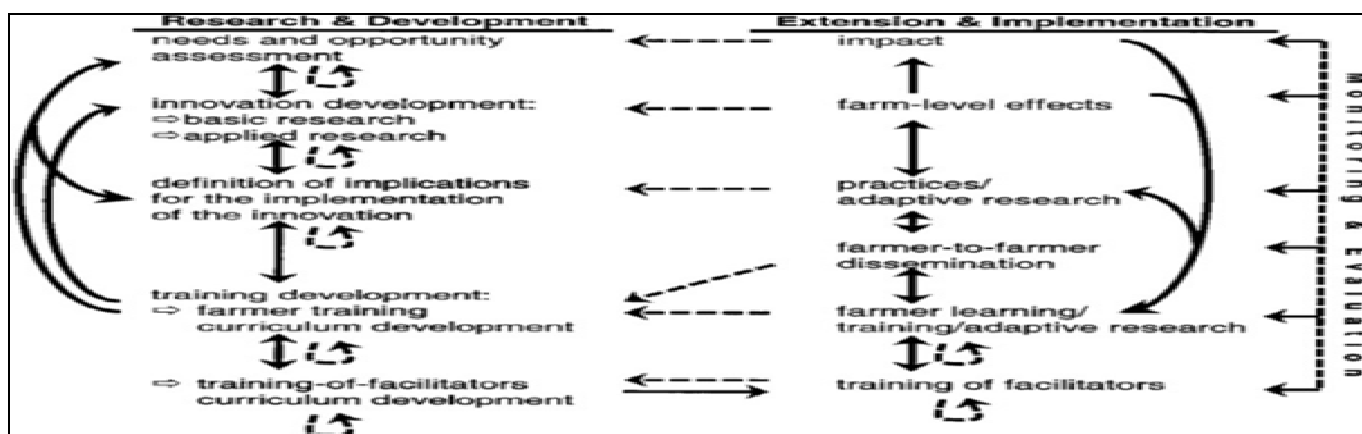 Research & Development
needs and opportunity
assessment
innovation development:
⇨ basic research
⇨ applied research
definition of implications
for the implementation
of the innovation
training development:
⇨ farmer training
curriculum development
⇨ training-of-facilitators
curriculum development
Extension & Implementation
impact
farm-level effects
practices/
adaptive research
farmer-to-farmer
dissemination
farmer learning/
training/adaptive research
training of facilitators
Monitoring & Evaluation